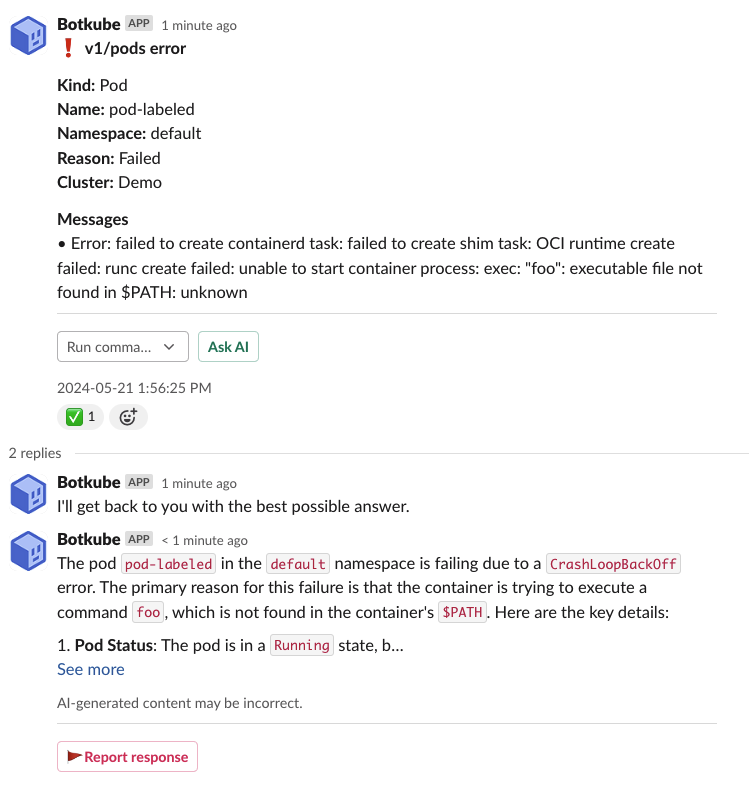 Botkube APP 1 minute ago
❗ v1/pods error
Kind: Pod
Name: pod-labeled
Namespace: default
Reason: Failed
Cluster: Demo
Messages
• Error: failed to create containerd task: failed to create shim task: OCI runtime create
failed: runc create failed: unable to start container process: exec: "foo": executable file not
found in $PATH: unknown
Run comma...
Ask AI
2024-05-21 1:56:25 PM
✅ 1
2 replies
Botkube APP 1 minute ago
I'll get back to you with the best possible answer.
Botkube APP < 1 minute ago
The pod pod-labeled in the default namespace is failing due to a CrashLoopBackOff
error. The primary reason for this failure is that the container is trying to execute a
command foo, which is not found in the container's $PATH. Here are the key details:
1. Pod Status: The pod is in a Running state, b...
See more
AI-generated content may be incorrect.
Report response